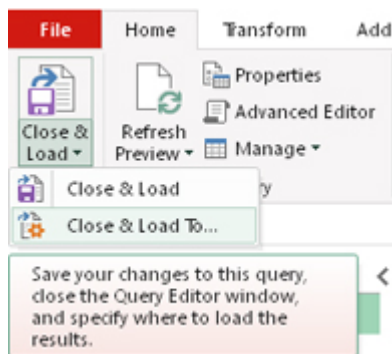 File Home Transform Add
Properties
Advanced Editor
Close & Load Refresh Preview Manage
Close & Load
Close & Load To...
Save your changes to this query,
close the Query Editor window,
and specify where to load the
results.